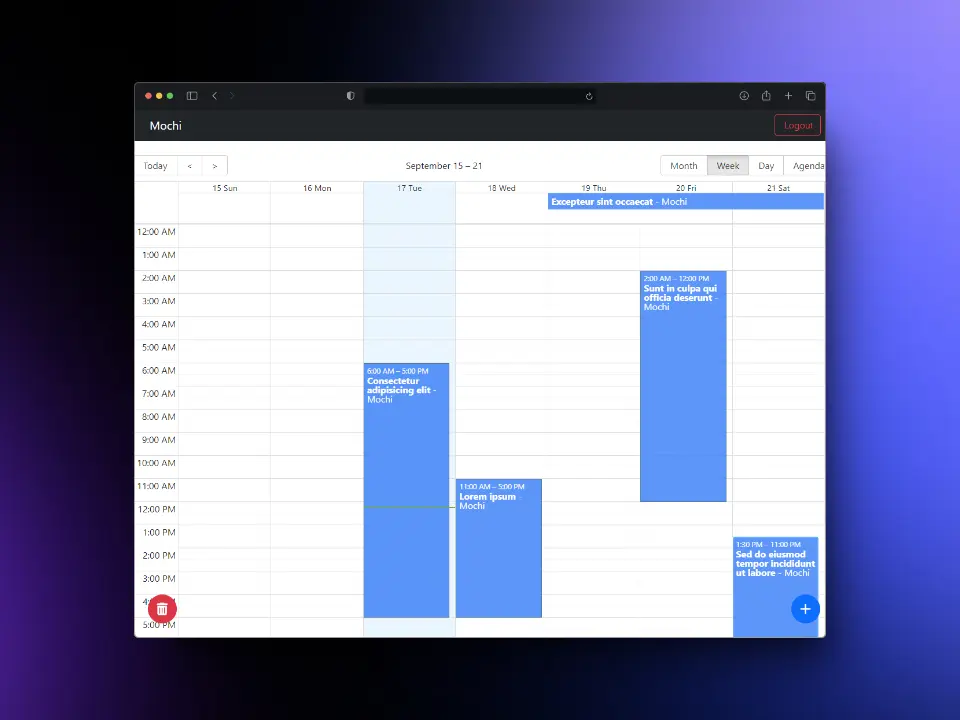 Mochi
Logout
Today < >
September 15 – 21
Month Week Day Agenda
15 Sun 16 Mon 17 Tue 18 Wed 19 Thu 20 Fri 21 Sat
Excepteur sint occaecat - Mochi
12:00 AM
1:00 AM
2:00 AM
3:00 AM
4:00 AM
5:00 AM
6:00 AM
7:00 AM
8:00 AM
9:00 AM
10:00 AM
11:00 AM
12:00 PM
1:00 PM
2:00 PM
3:00 PM
5:00 PM
6:00 AM – 5:00 PM
Consectetur
adipisicing elit -
Mochi
11:00 AM – 5:00 PM
Lorem ipsum -
Mochi
2:00 AM – 12:00 PM
Sunt in culpa qui
officia deserunt -
Mochi
1:30 PM – 11:00 PM
Sed do eiusmod
tempor incididunt
ut labore - Mochi
+